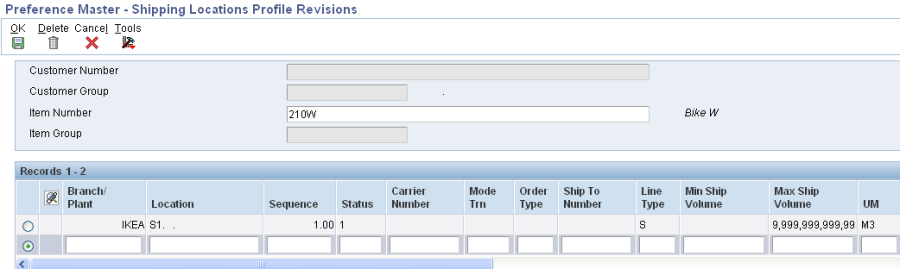 Preference Master - Shipping Locations Profile Revisions
OK Delete Cancel Tools
Customer Number
Customer Group .
Item Number 210W Bike W
Item Group
Records 1 - 2
Branch/ Plant Location Sequence Status Carrier Number Mode Trn Order Type Ship To Number Line Type Min Ship Volume Max Ship Volume UM
IKEA S1. . 1.00 1 S 9,999,999,999,99 M3